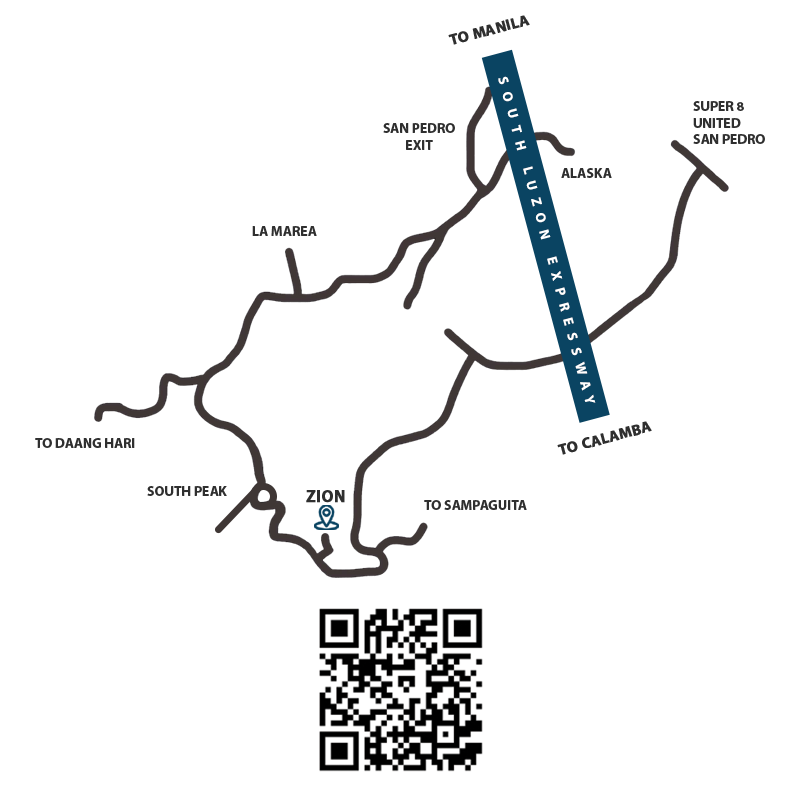 TO MANILA
SOUTH LUZON EXPRESSWAY
SUPER 8
UNITED
SAN PEDRO
SAN PEDRO
EXIT
ALASKA
LA MAREA
TO DAANG HARI
TO CALAMBA
SOUTH PEAK
ZION
TO SAMPAGUITA